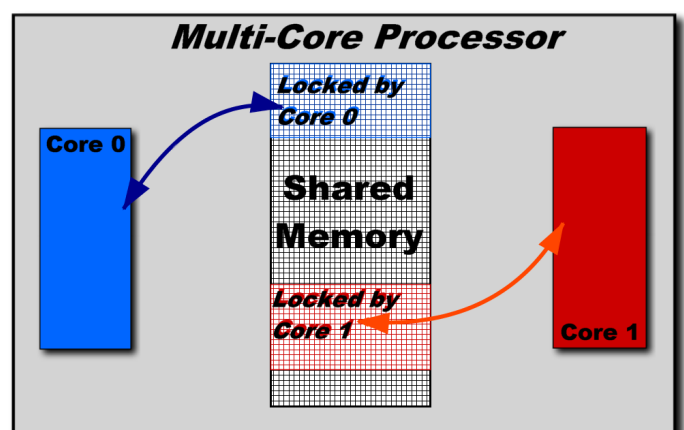 Multi-Core Processor
Locked by
Core 0
Core 0
Shared
Memory
Locked by
Core 1
Core 1